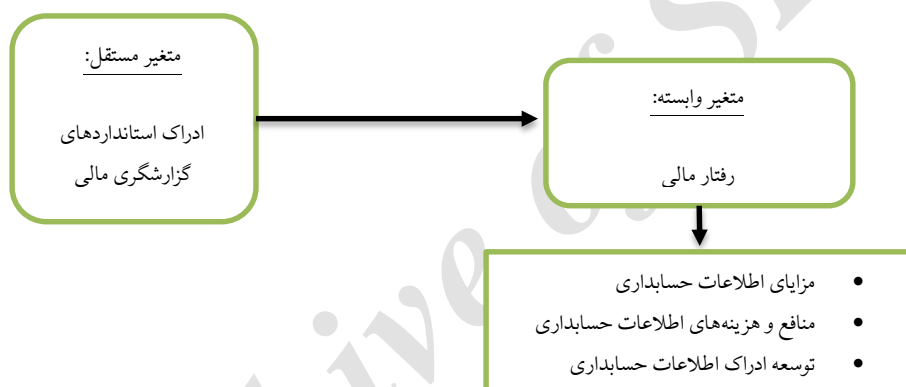 متغیر مستقل:
ادراک استانداردهای
گزارشگری مالی
متغیر وابسته:
رفتار مالی
• مزایای اطلاعات حسابداری
• منافع و هزینه‌های اطلاعات حسابداری
• توسعه ادراک اطلاعات حسابداری